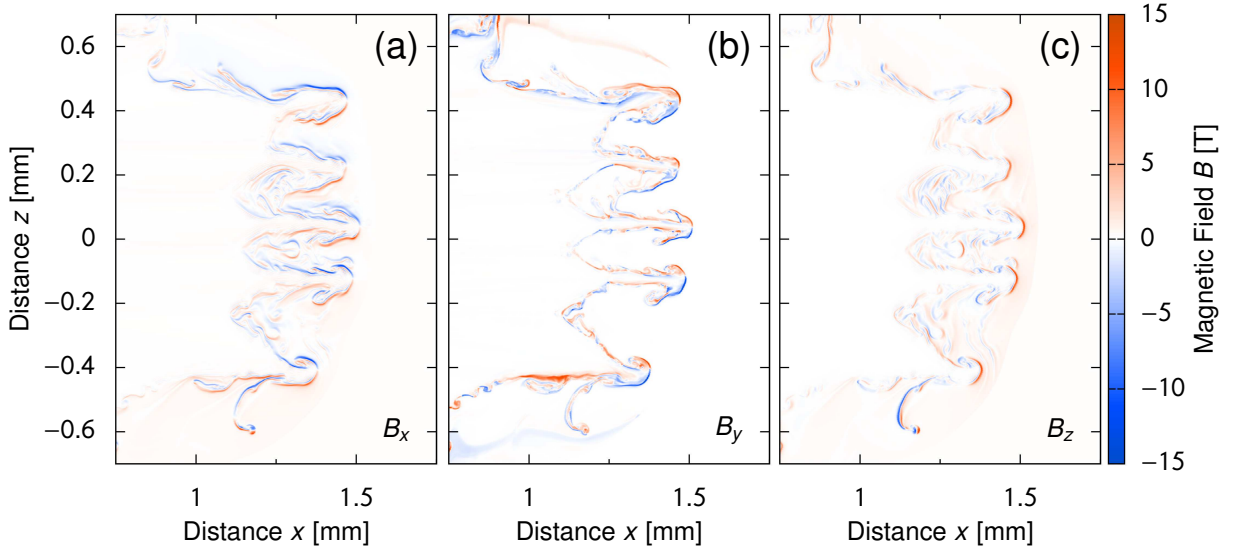 (a) (b) (c)
0.6
0.4
0.2
0
−0.2
−0.4
−0.6
Distance z [mm]
Bx
By
Bz
1 1.5
1 1.5
1 1.5
Distance x [mm]
Distance x [mm]
Distance x [mm]
15
10
5
0
−5
−10
−15
Magnetic Field B [T]